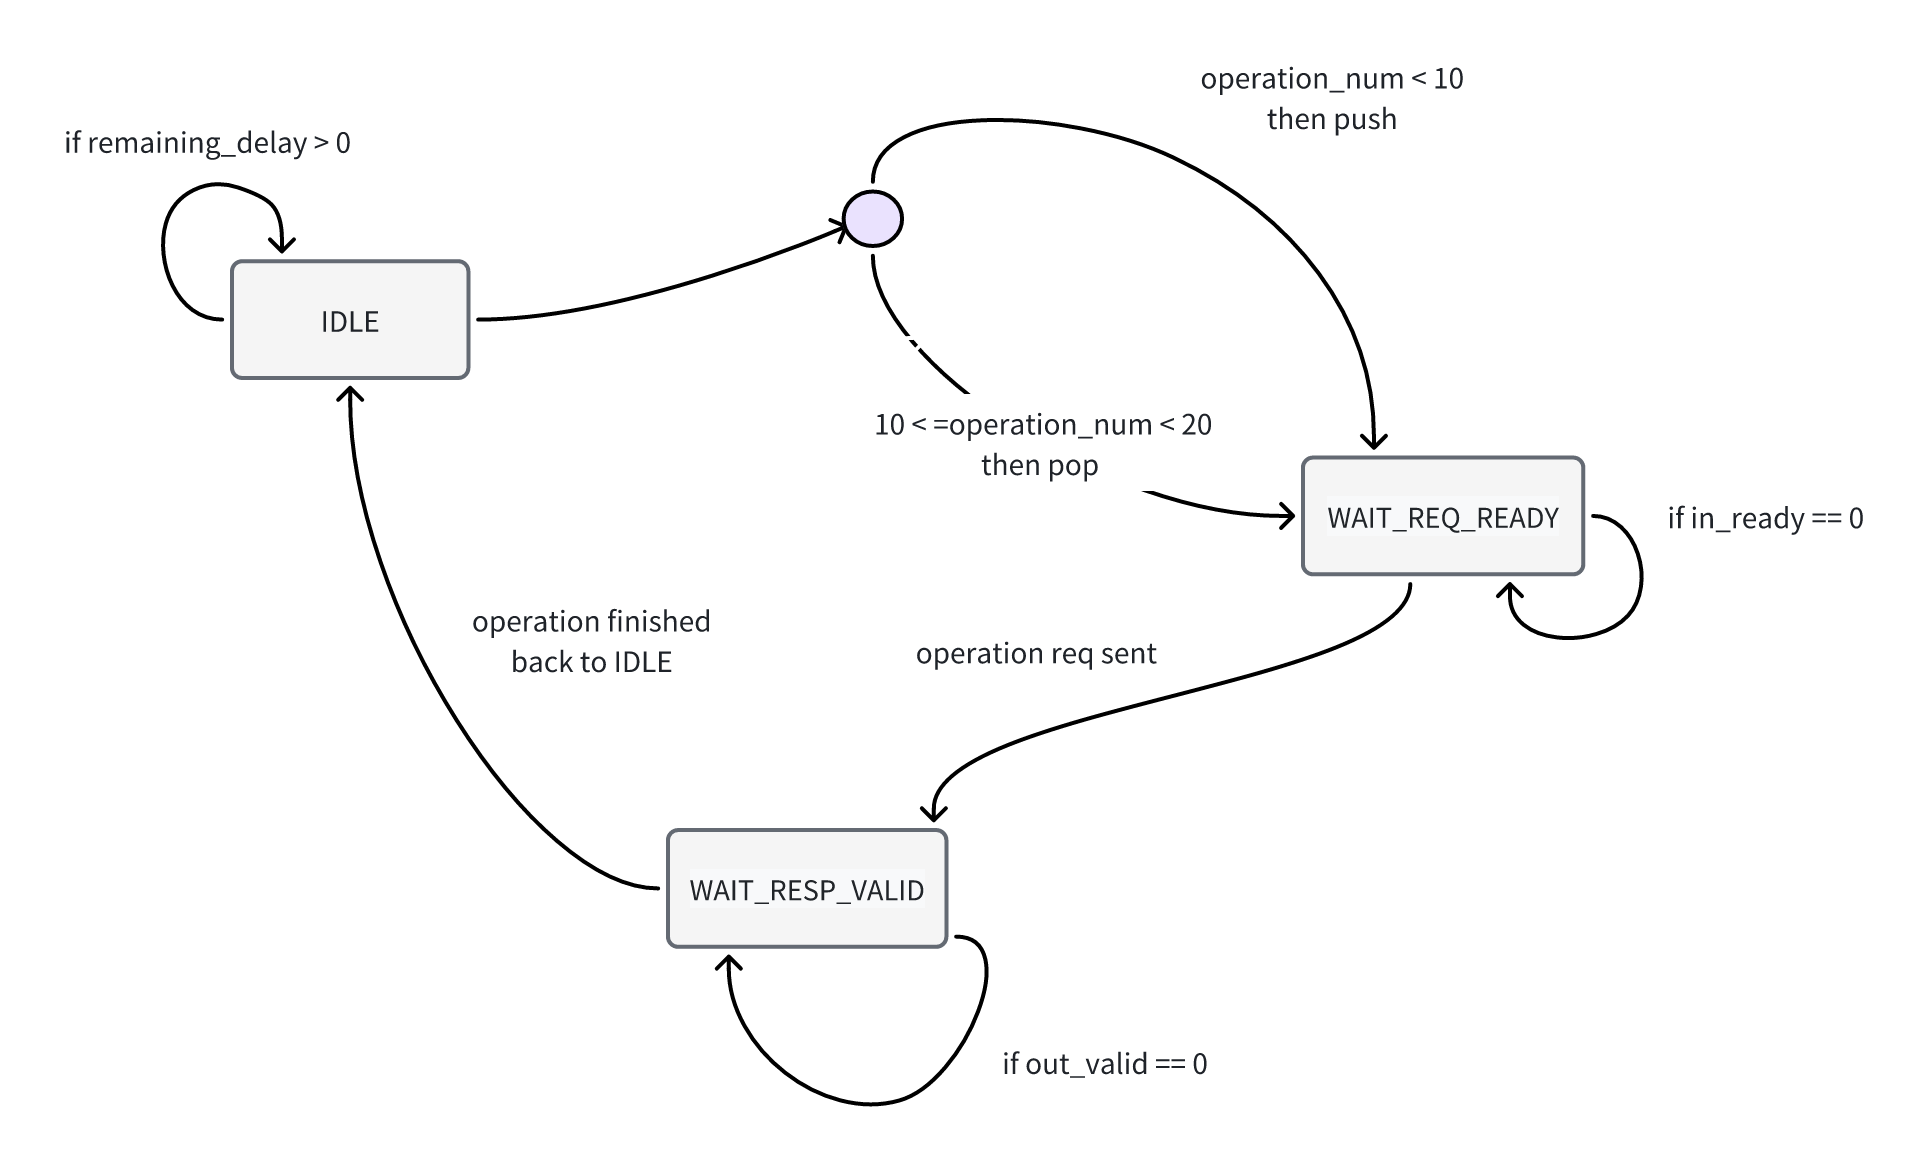 operation_num < 10
then push
if remaining_delay > 0
IDLE
10 < =operation_num < 20
then pop
WAIT_REQ_READY
if in_ready == 0
operation finished
back to IDLE
operation req sent
WAIT_RESP_VALID
if out_valid == 0